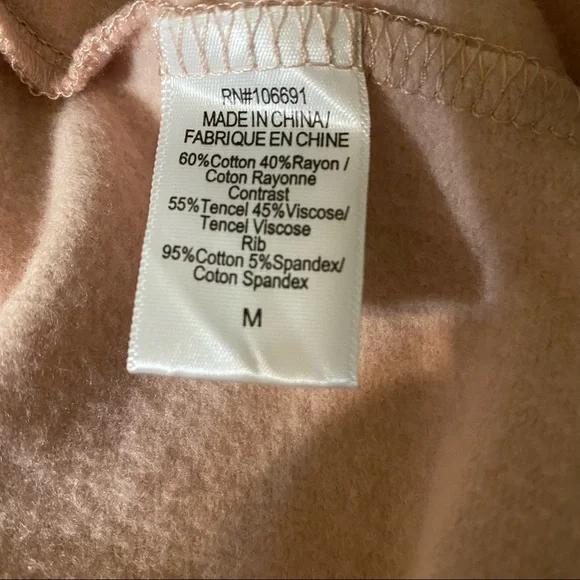 RN#106691
MADE IN CHINA/
FABRIQUE EN CHINE
60%Cotton 40%Rayon /
Coton Rayonne
Contrast
55%Tencel 45%Viscose/
Tencel Viscose
Rib
95%Cotton 5%Spandex/
Coton Spandex
M